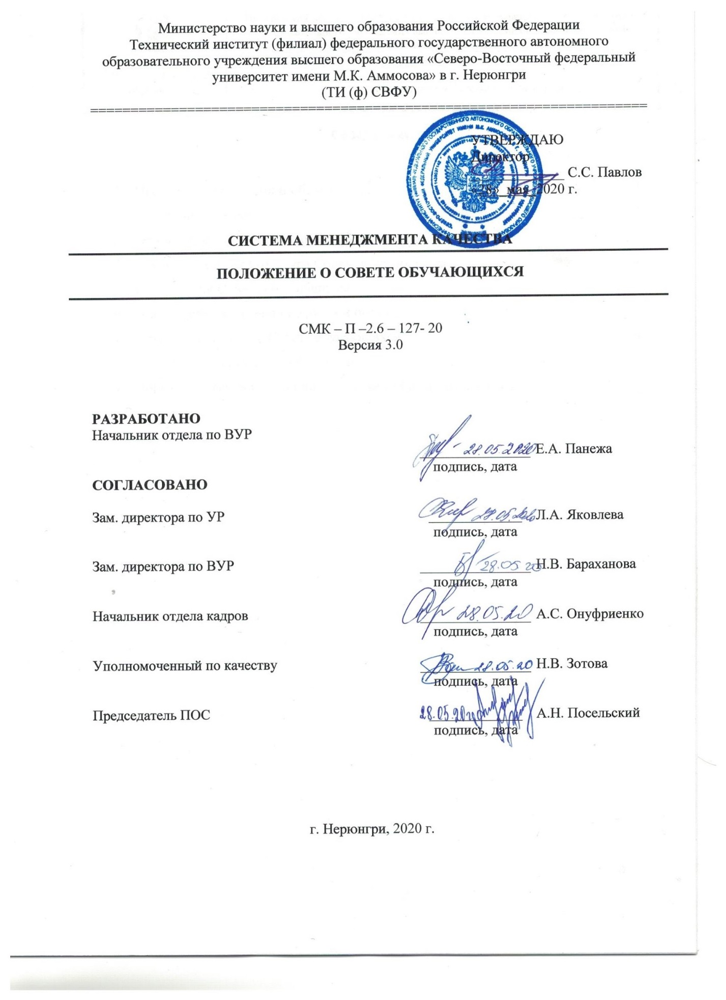 Министерство науки и высшего образования Российской Федерации
Технический институт (филиал) федерального государственного автономного
образовательного учреждения высшего образования «Северо-Восточный федеральный
университет имени М.К. Аммосова» в г. Нерюнгри
(ТИ (ф) СВФУ)
УТВЕРЖДАЮ
Директор
С.С. Павлов
«28» мая 2020 г.
СИСТЕМА МЕНЕДЖМЕНТА КАЧЕСТВА
ПОЛОЖЕНИЕ О СОВЕТЕ ОБУЧАЮЩИХСЯ
СМК – П –2.6 – 127- 20
Версия 3.0
РАЗРАБОТАНО
Начальник отдела по ВУР
28.05.2020 Е.А. Панежа
подпись, дата
СОГЛАСОВАНО
Зам. директора по УР 28.05.2020 Л.А. Яковлева
подпись, дата
Зам. директора по ВУР 28.05.20 Н.В. Бараханова
подпись, дата
Начальник отдела кадров 28.05.20 А.С. Онуфриенко
подпись, дата
Уполномоченный по качеству 28.05.20 Н.В. Зотова
подпись, дата
Председатель ПОС 28.05.20г. А.Н. Посельский
подпись, дата
г. Нерюнгри, 2020 г.